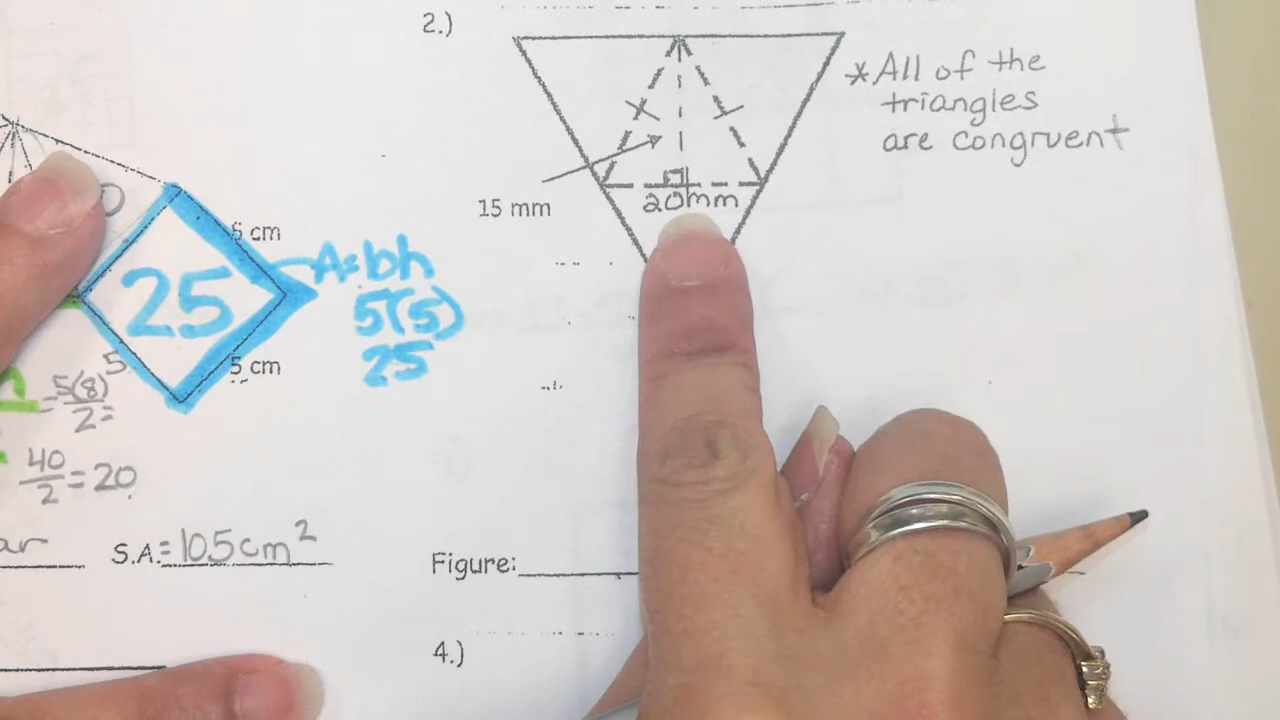 2.)
*All of the
triangles
are congruent
15 mm
20mm
5 cm
A=bh
25
5(5)
25
5
5 cm
=5(8)
2=
40
2 =20
S.A.=105cm²
Figure:
4.)